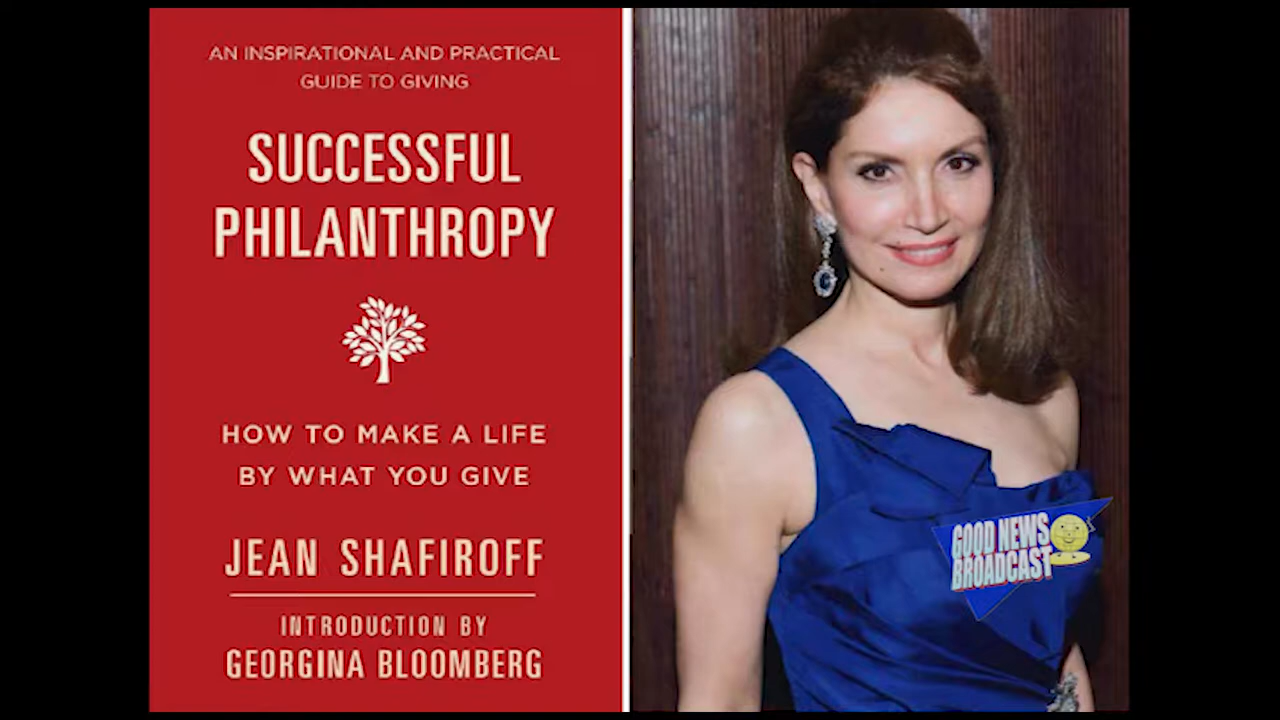 AN INSPIRATIONAL AND PRACTICAL
GUIDE TO GIVING
SUCCESSFUL
PHILANTHROPY
HOW TO MAKE A LIFE
BY WHAT YOU GIVE
JEAN SHAFIROFF
INTRODUCTION BY
GEORGINA BLOOMBERG
GOOD NEWS
BROADCAST